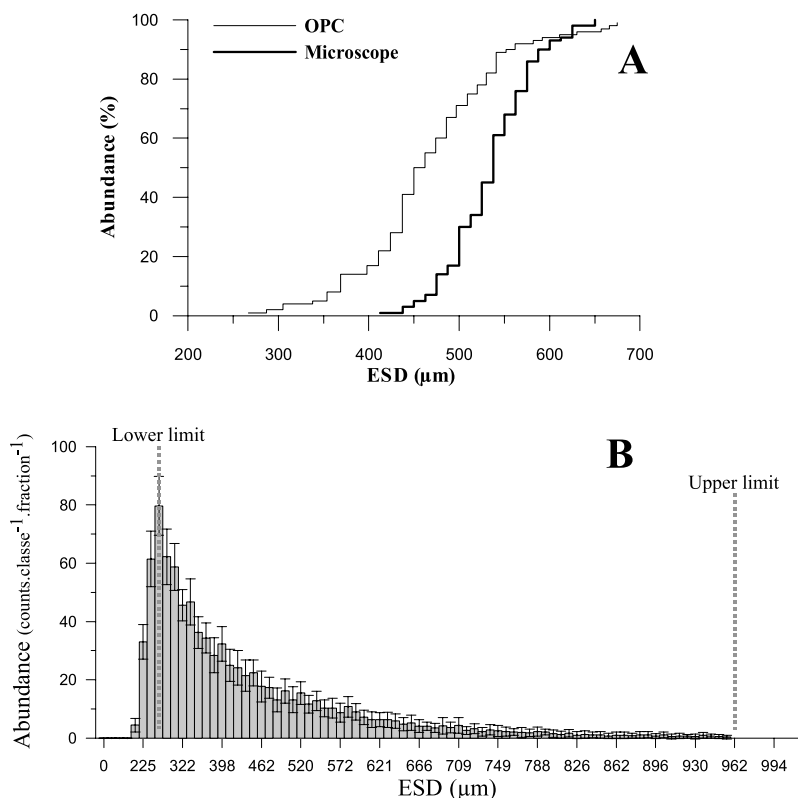 OPC
Microscope
A
100
80
60
40
20
0
Abundance (%)
200 300 400 500 600 700
ESD (µm)
B
Lower limit
Upper limit
100
80
60
40
20
0
Abundance (counts.classe⁻¹.fraction⁻¹)
0 225 322 398 462 520 572 621 666 709 749 788 826 862 896 930 962 994
ESD (µm)